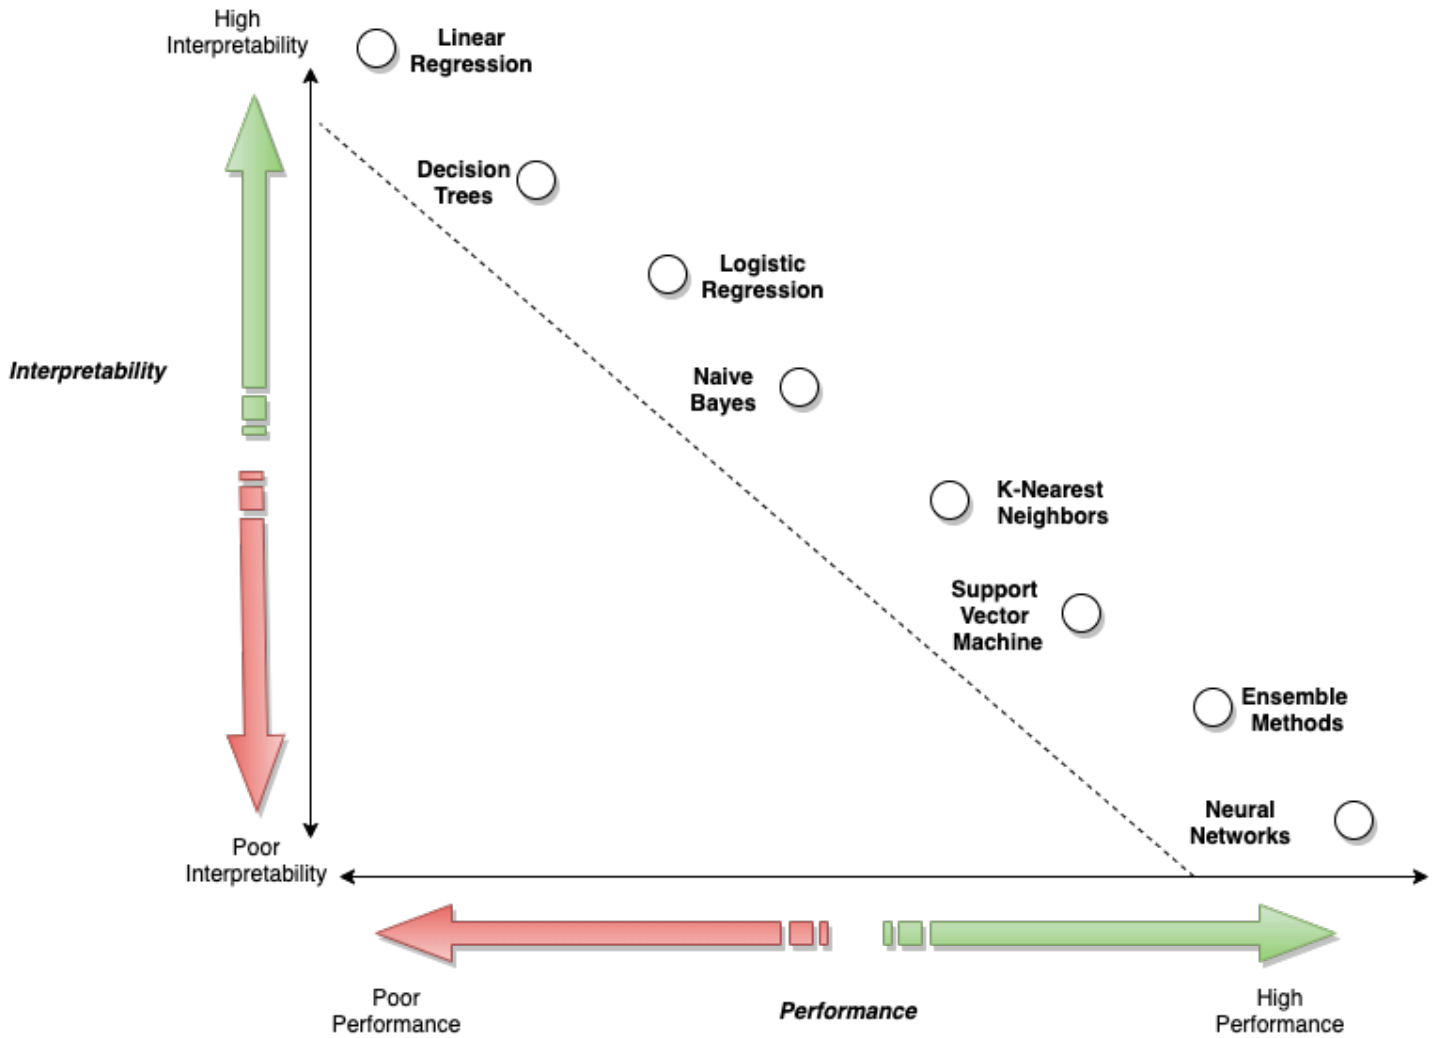 High
Interpretability
Linear
Regression
Decision
Trees
Logistic
Regression
Interpretability
Naive
Bayes
K-Nearest
Neighbors
Support
Vector
Machine
Ensemble
Methods
Neural
Networks
Poor
Interpretability
Poor
Performance
Performance
High
Performance